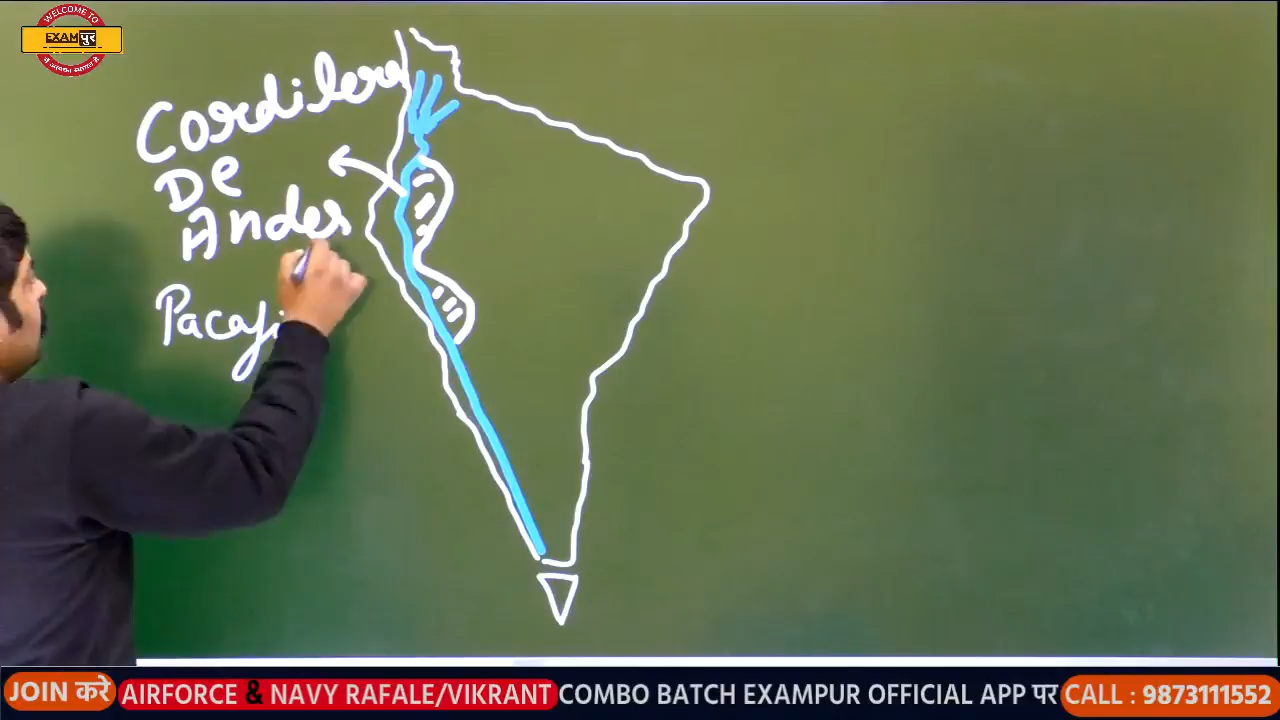 WELCOME TO
EXAMपुर
Cordilera
De
Andes
Pacafi
JOIN करे AIRFORCE & NAVY RAFALE/VIKRANT COMBO BATCH EXAMPUR OFFICIAL APP पर CALL : 9873111552